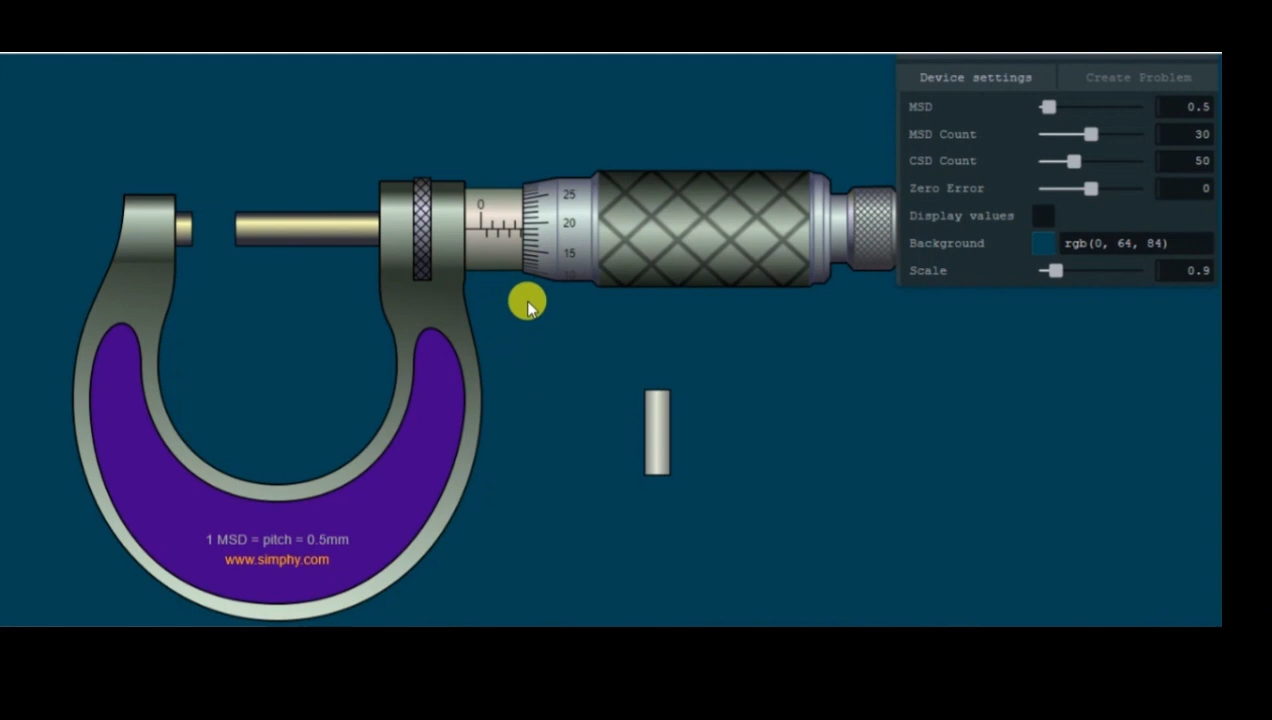 Device settings
Create Problem
MSD
0.5
MSD Count
30
CSD Count
50
Zero Error
0
Display values
Background
rgb(0, 64, 84)
Scale
0.9
0
25
20
15
10
1 MSD = pitch = 0.5mm
www.simphy.com